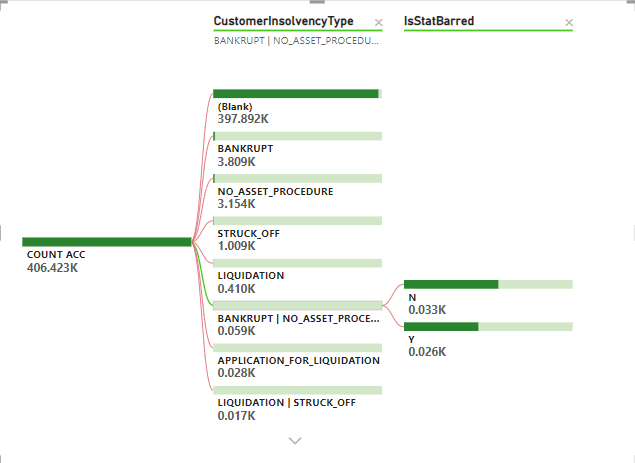 CustomerInsolvencyType
IsStatBarred
BANKRUPT | NO_ASSET_PROCEDU...
(Blank)
397.892K
BANKRUPT
3.809K
NO_ASSET_PROCEDURE
3.154K
STRUCK_OFF
1.009K
COUNT ACC
406.423K
LIQUIDATION
0.410K
BANKRUPT | NO_ASSET_PROCE...
0.059K
N
0.033K
Y
0.026K
APPLICATION_FOR_LIQUIDATION
0.028K
LIQUIDATION | STRUCK_OFF
0.017K